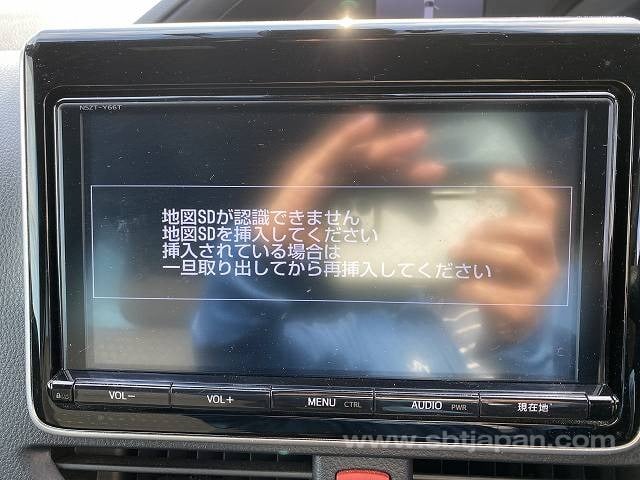 NSZT-Y66T
地図SDが認識できません
地図SDを挿入してください
挿入されている場合は
一旦取り出してから再挿入してください
VOL− VOL+ MENU CTRL AUDIO PWR 現在地
www.sbtjapan.com